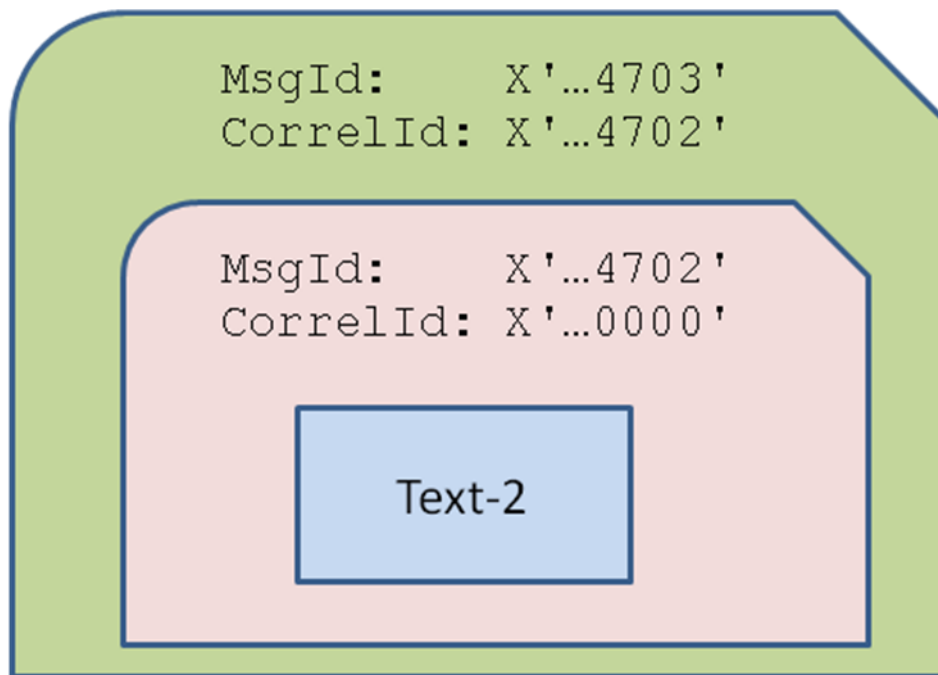 MsgId:    X'…4703'
CorrelId: X'…4702'
MsgId:    X'…4702'
CorrelId: X'…0000'
Text-2